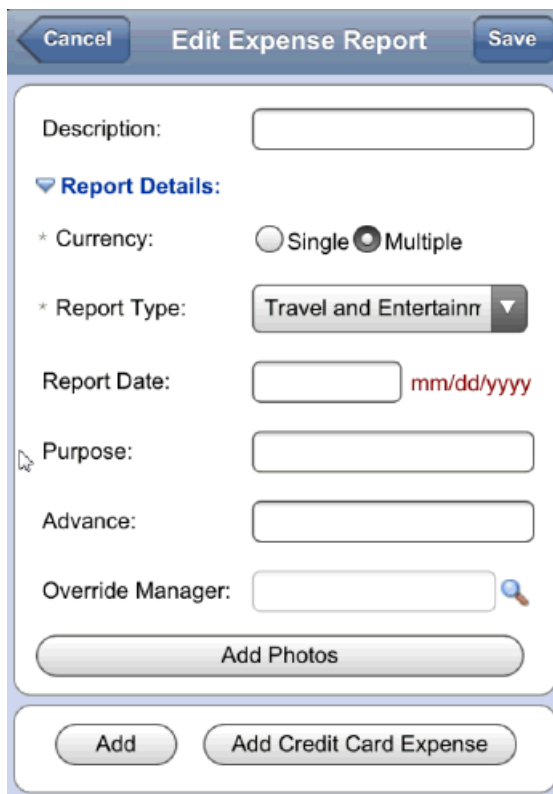 Cancel Edit Expense Report Save
Description:
Report Details:
* Currency: Single Multiple
* Report Type: Travel and Entertainm
Report Date: mm/dd/yyyy
Purpose:
Advance:
Override Manager:
Add Photos
Add Add Credit Card Expense